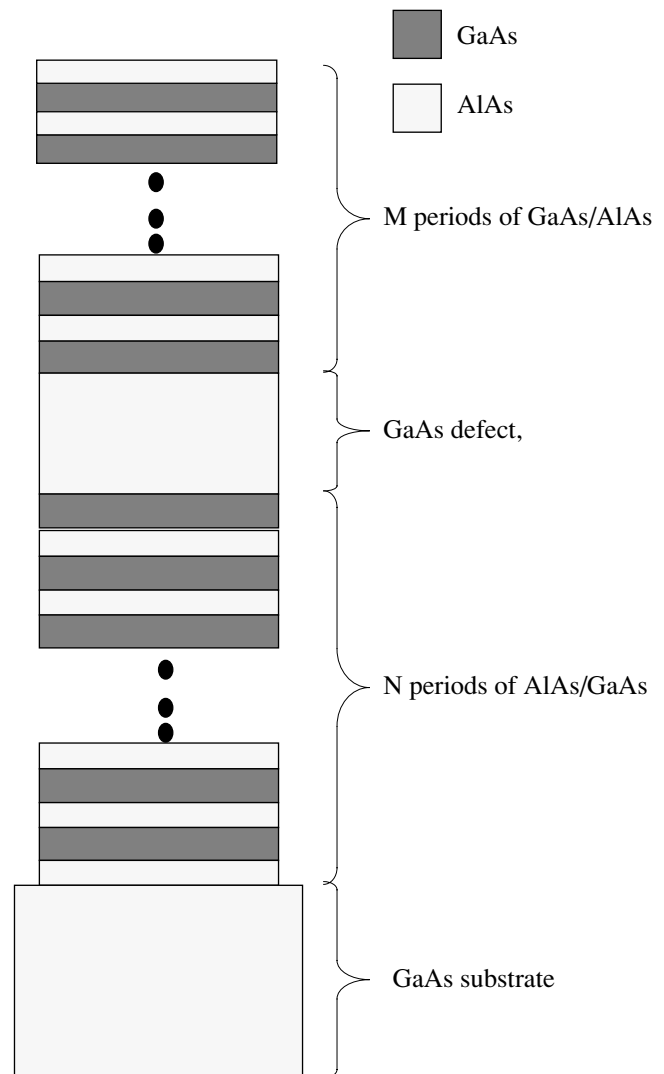 GaAs
AlAs
M periods of GaAs/AlAs
GaAs defect,
N periods of AlAs/GaAs
GaAs substrate